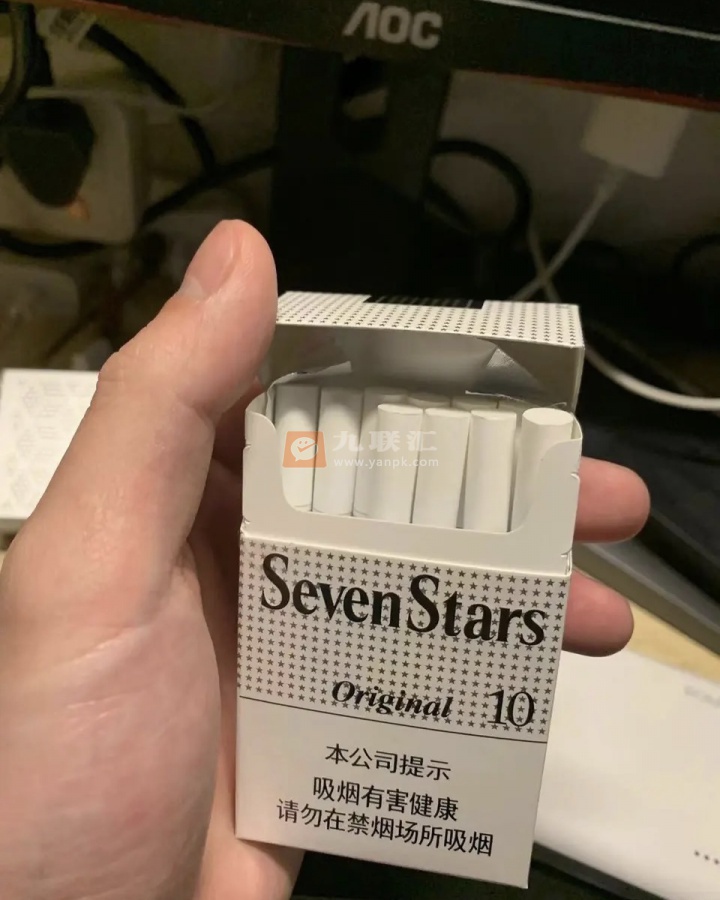 AOC
九联汇
www.yanpk.com
Seven Stars
Original 10
本公司提示
吸烟有害健康
请勿在禁烟场所吸烟